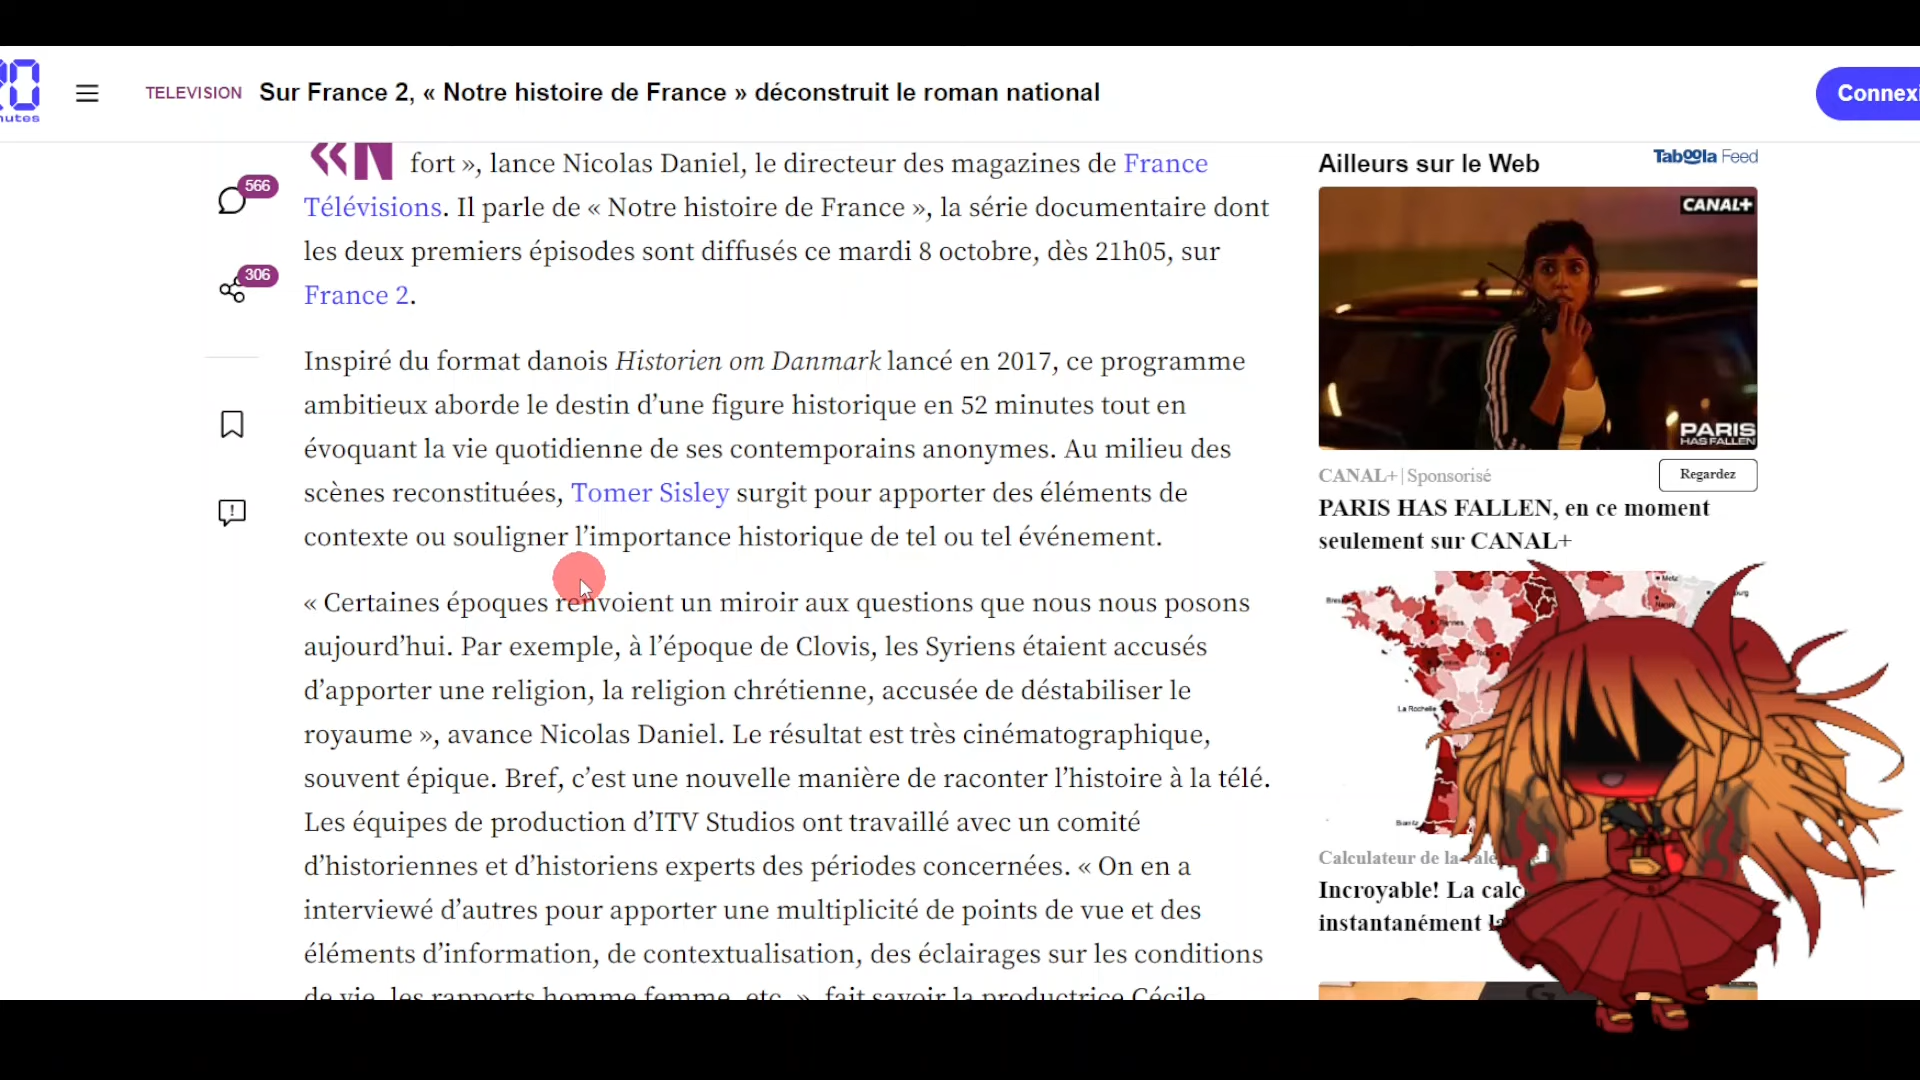 20
minutes
TELEVISION
Sur France 2, « Notre histoire de France » déconstruit le roman national
Connexi
566
306
«N
fort », lance Nicolas Daniel, le directeur des magazines de France
Télévisions. Il parle de « Notre histoire de France », la série documentaire dont
les deux premiers épisodes sont diffusés ce mardi 8 octobre, dès 21h05, sur
France 2.
Inspiré du format danois Historien om Danmark lancé en 2017, ce programme
ambitieux aborde le destin d’une figure historique en 52 minutes tout en
évoquant la vie quotidienne de ses contemporains anonymes. Au milieu des
scènes reconstituées, Tomer Sisley surgit pour apporter des éléments de
contexte ou souligner l’importance historique de tel ou tel événement.
« Certaines époques renvoient un miroir aux questions que nous nous posons
aujourd’hui. Par exemple, à l’époque de Clovis, les Syriens étaient accusés
d’apporter une religion, la religion chrétienne, accusée de déstabiliser le
royaume », avance Nicolas Daniel. Le résultat est très cinématographique,
souvent épique. Bref, c’est une nouvelle manière de raconter l’histoire à la télé.
Les équipes de production d’ITV Studios ont travaillé avec un comité
d’historiennes et d’historiens experts des périodes concernées. « On en a
interviewé d’autres pour apporter une multiplicité de points de vue et des
éléments d’information, de contextualisation, des éclairages sur les conditions
de vie, les rapports homme femme, etc. », fait savoir la productrice Cécile
Ailleurs sur le Web
Taboola Feed
CANAL+
PARIS
HAS FALLEN
CANAL+ | Sponsorisé
Regardez
PARIS HAS FALLEN, en ce moment
seulement sur CANAL+
Metz
Nancy
La Rochelle
Biarritz
Calculateur de la
Incroyable! La calc
instantanément